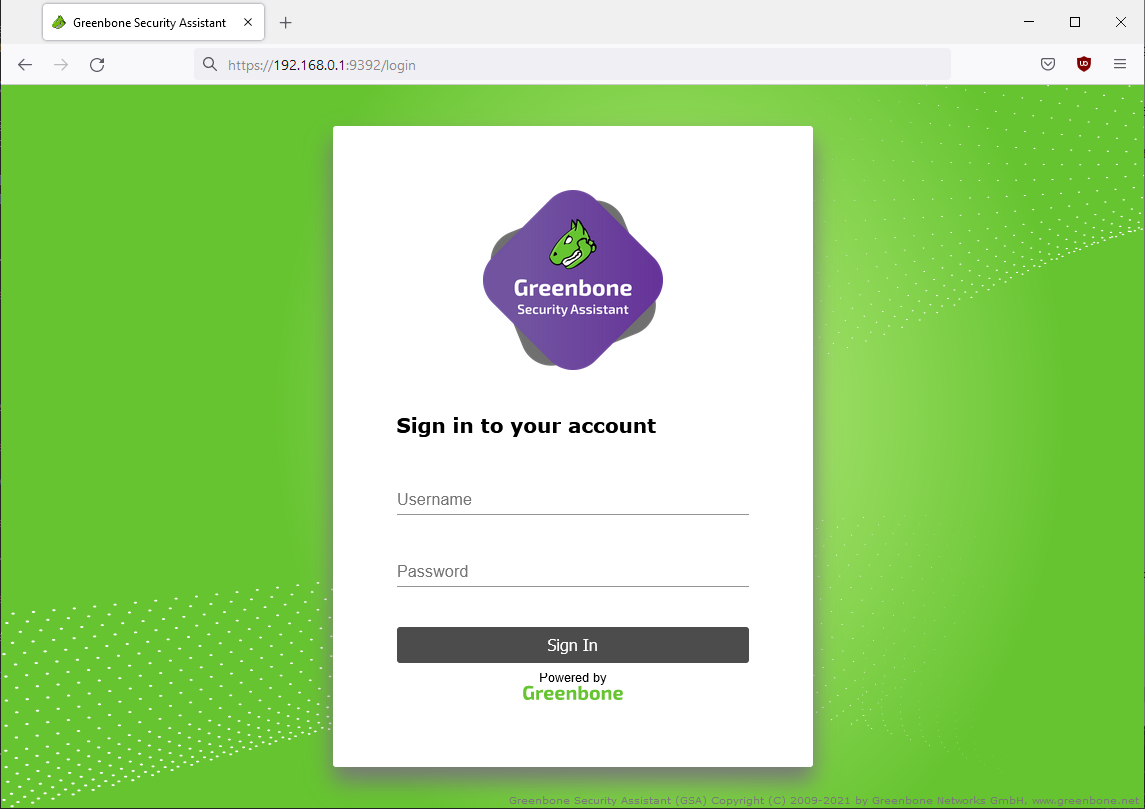 Greenbone Security Assistant
https://192.168.0.1:9392/login
Greenbone
Security Assistant
Sign in to your account
Username
Password
Sign In
Powered by
Greenbone
Greenbone Security Assistant (GSA) Copyright (C) 2009-2021 by Greenbone Networks GmbH. www.greenbone.net